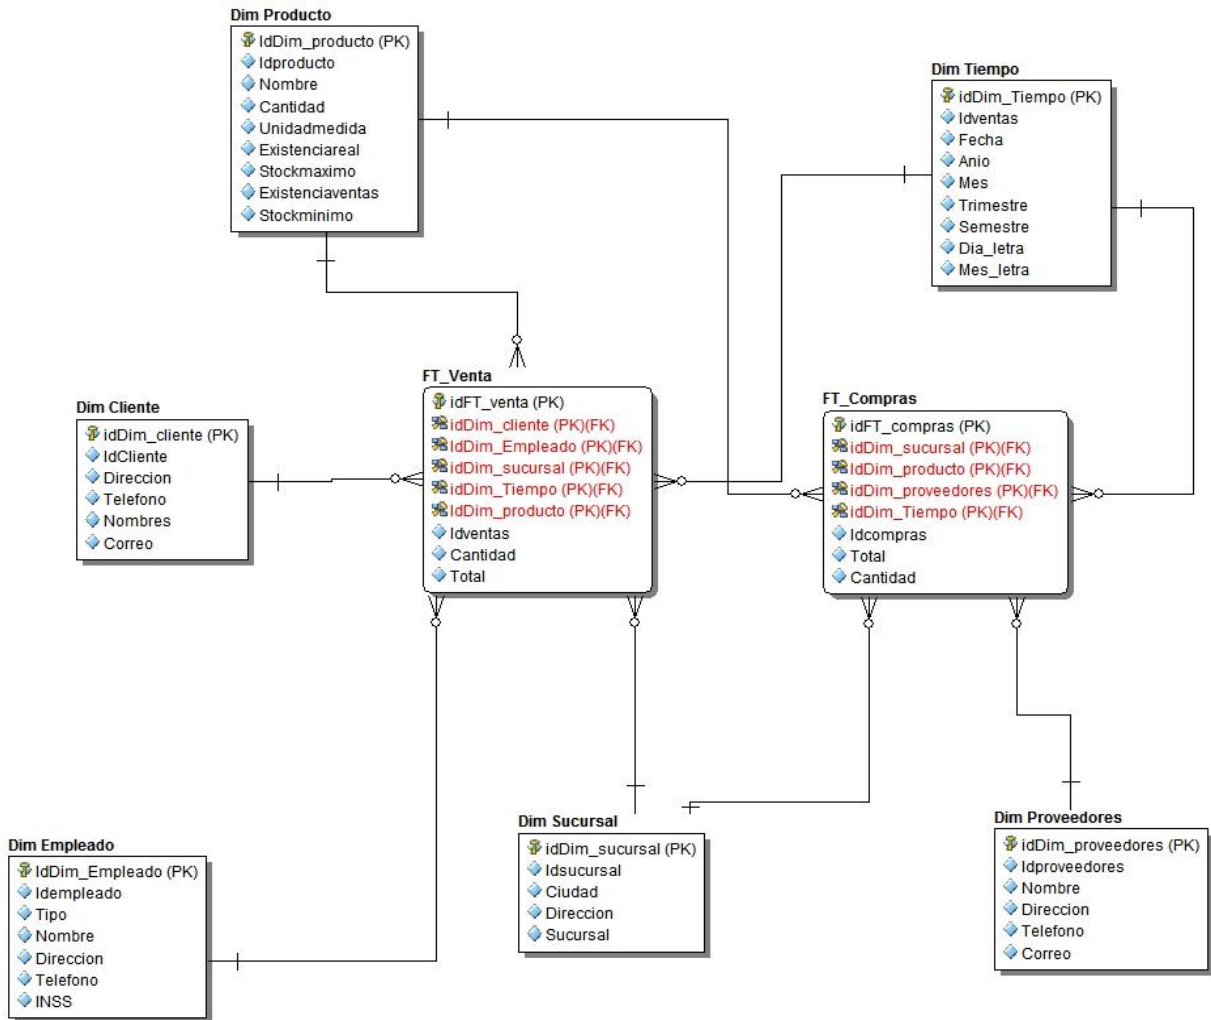 Dim Producto
IdDim_producto (PK)
Idproducto
Nombre
Cantidad
Unidadmedida
Existenciareal
Stockmaximo
Existenciaventas
Stockminimo
Dim Tiempo
idDim_Tiempo (PK)
Idventas
Fecha
Anio
Mes
Trimestre
Semestre
Dia_letra
Mes_letra
FT_Venta
idFT_venta (PK)
idDim_cliente (PK)(FK)
IdDim_Empleado (PK)(FK)
idDim_sucursal (PK)(FK)
idDim_Tiempo (PK)(FK)
IdDim_producto (PK)(FK)
Idventas
Cantidad
Total
FT_Compras
idFT_compras (PK)
idDim_sucursal (PK)(FK)
IdDim_producto (PK)(FK)
idDim_proveedores (PK)(FK)
idDim_Tiempo (PK)(FK)
Idcompras
Total
Cantidad
Dim Cliente
idDim_cliente (PK)
IdCliente
Direccion
Telefono
Nombres
Correo
Dim Empleado
IdDim_Empleado (PK)
Idempleado
Tipo
Nombre
Direccion
Telefono
INSS
Dim Sucursal
idDim_sucursal (PK)
Idsucursal
Ciudad
Direccion
Sucursal
Dim Proveedores
idDim_proveedores (PK)
Idproveedores
Nombre
Direccion
Telefono
Correo